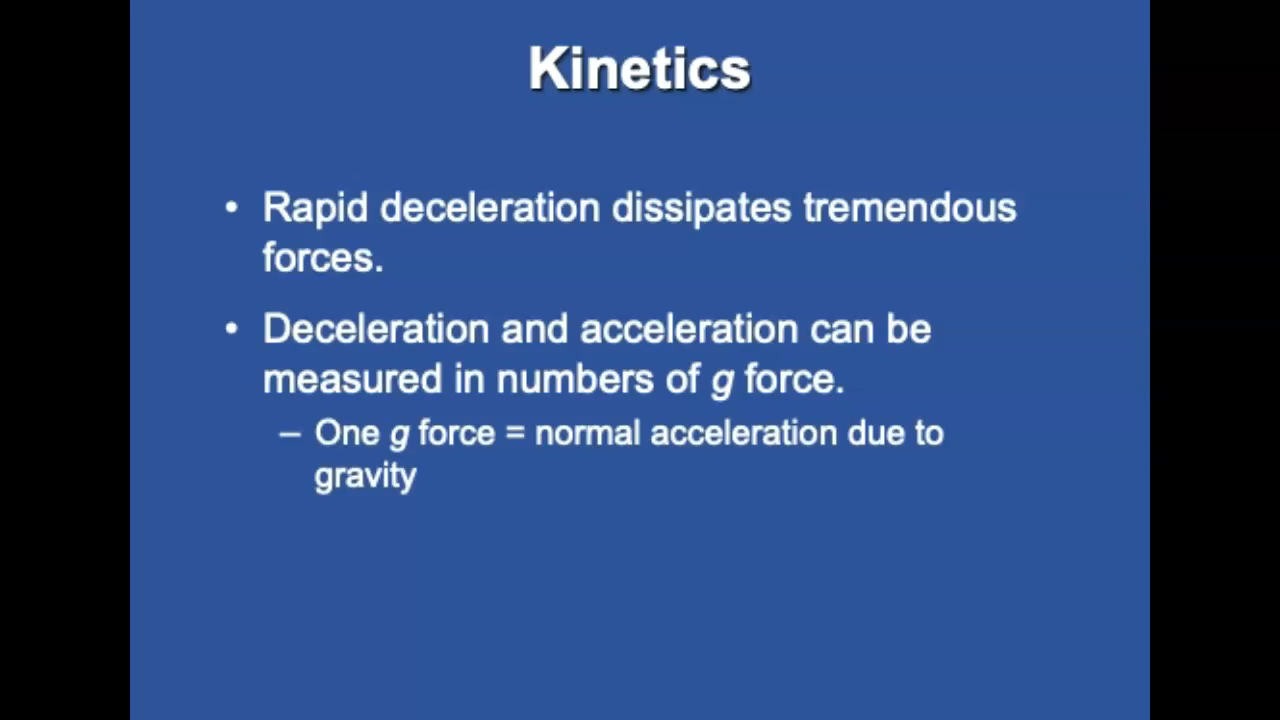 Kinetics
• Rapid deceleration dissipates tremendous
forces.
• Deceleration and acceleration can be
measured in numbers of g force.
– One g force = normal acceleration due to
gravity